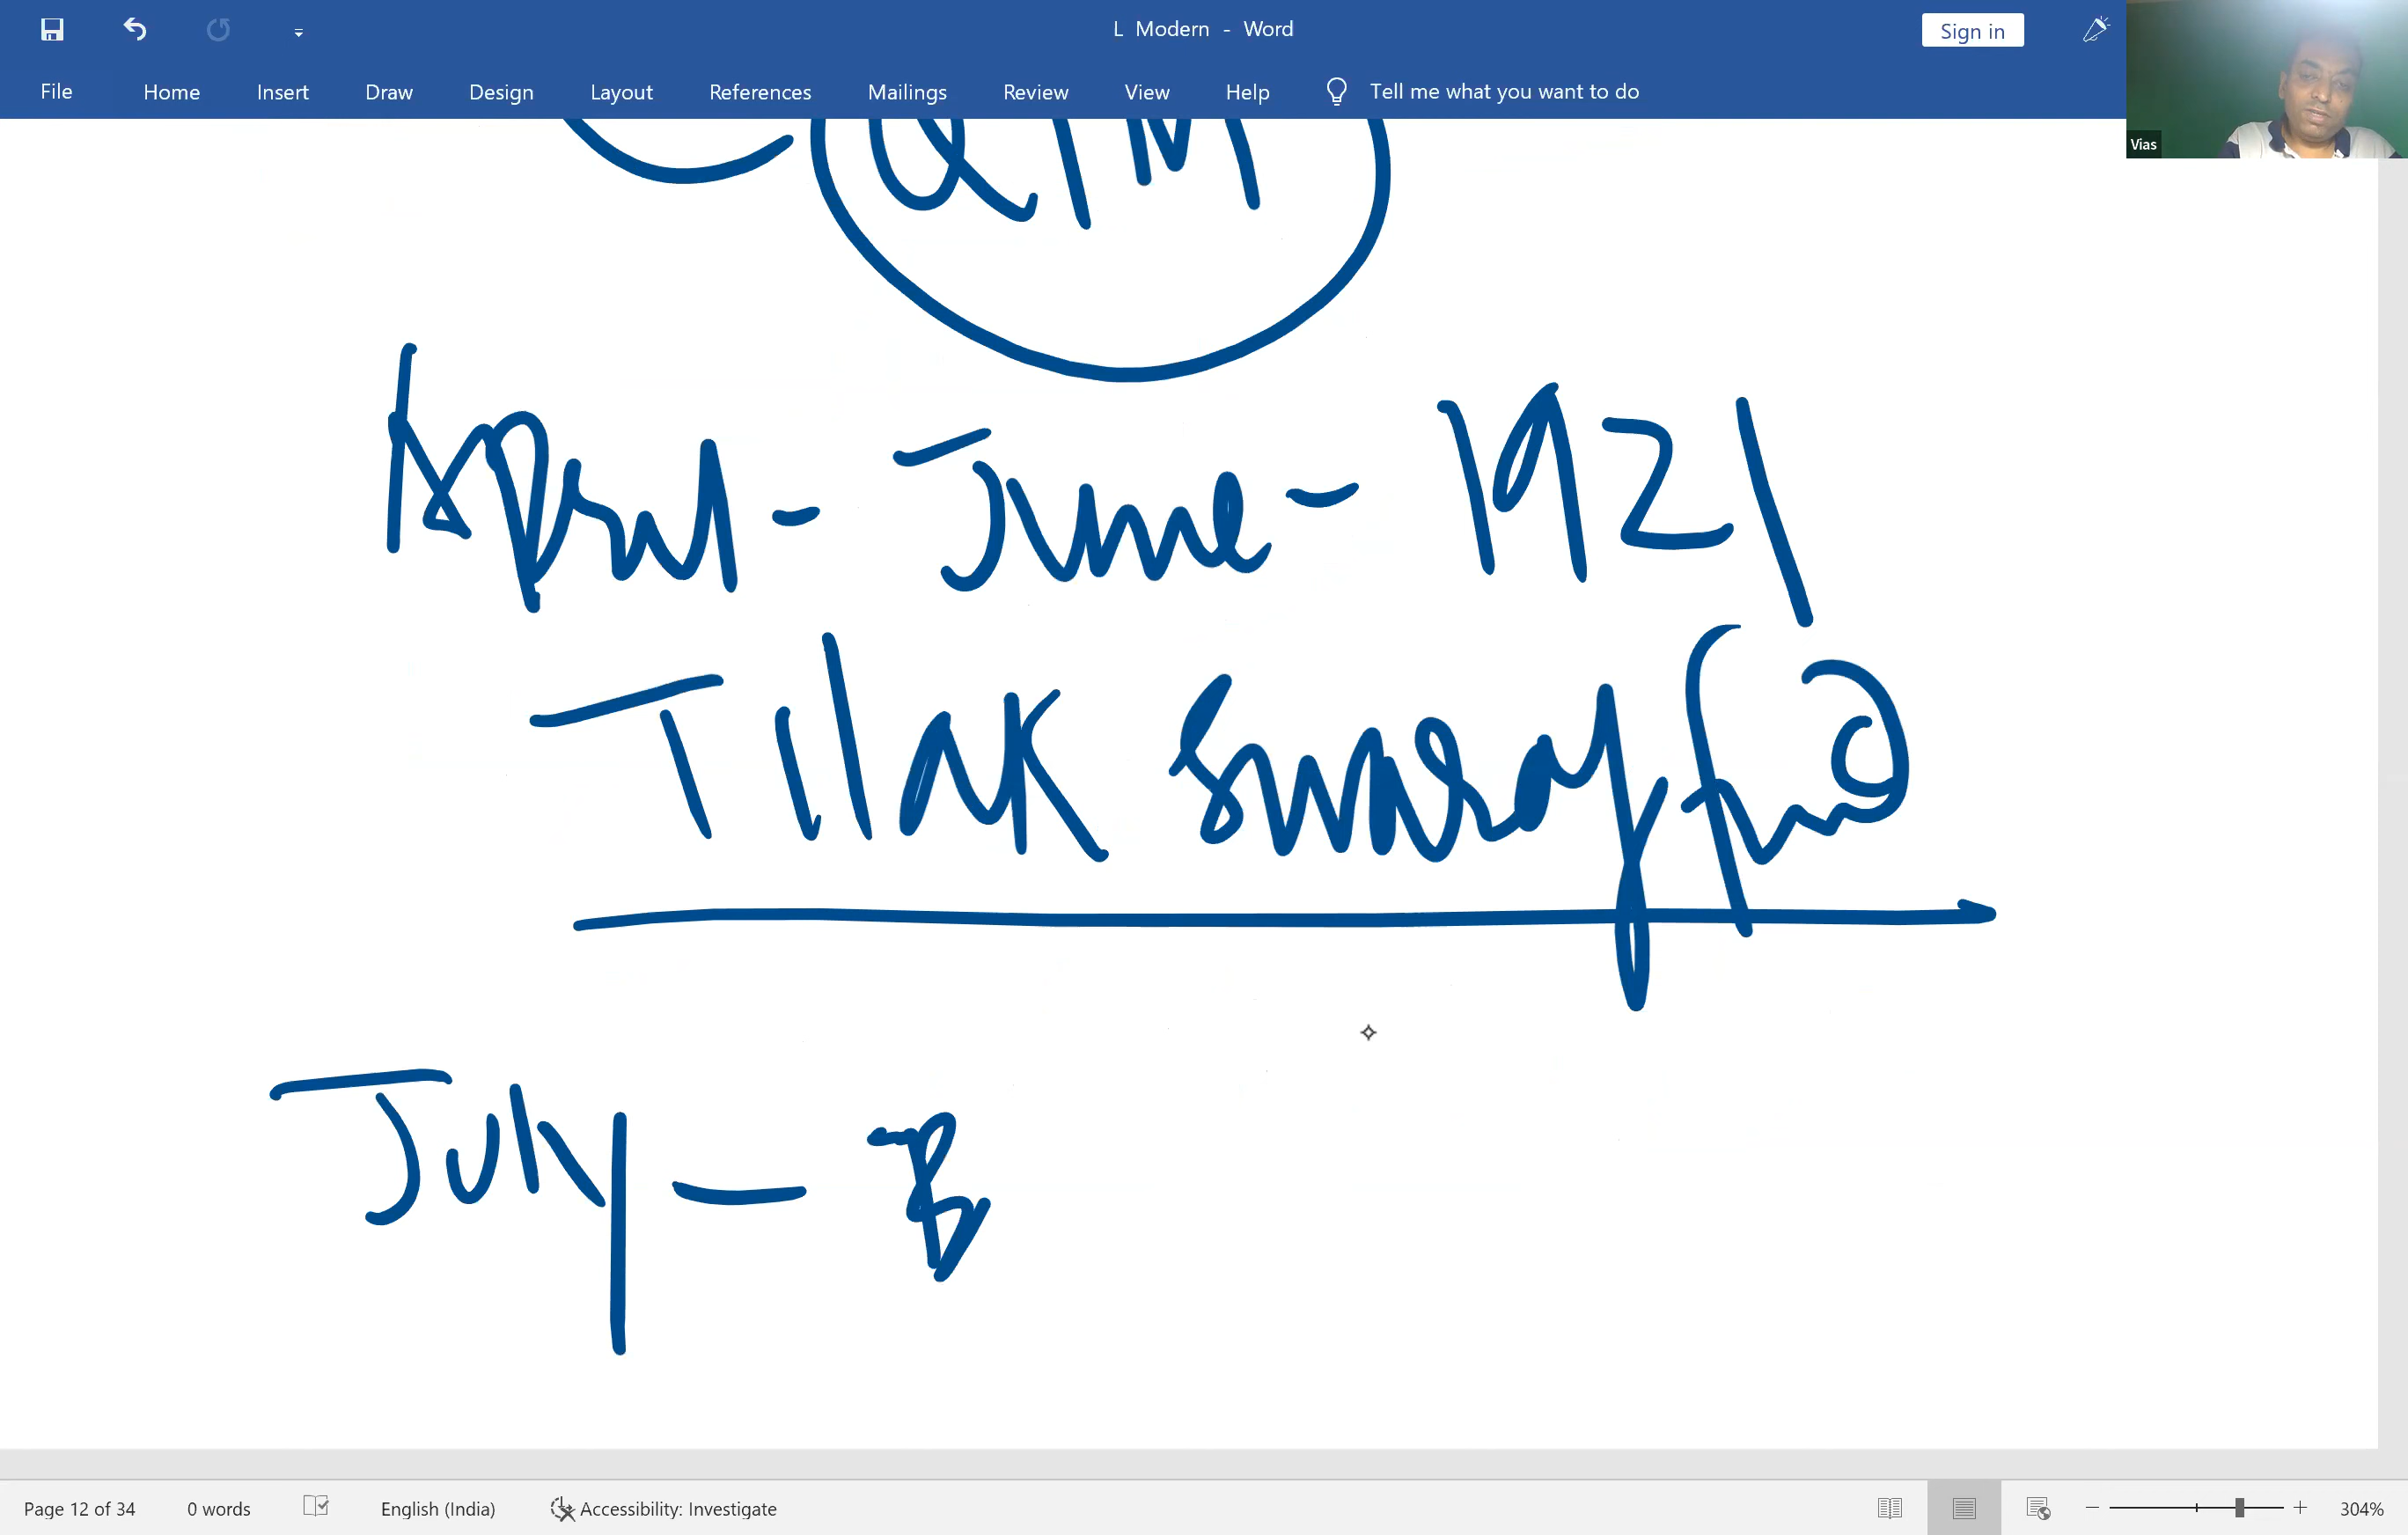 L Modern - Word
Sign in
File Home Insert Draw Design Layout References Mailings Review View Help Tell me what you want to do
Vias
April - June - 1921
Tilak Swaraj fund
July - B
Page 12 of 34 0 words English (India) Accessibility: Investigate 304%